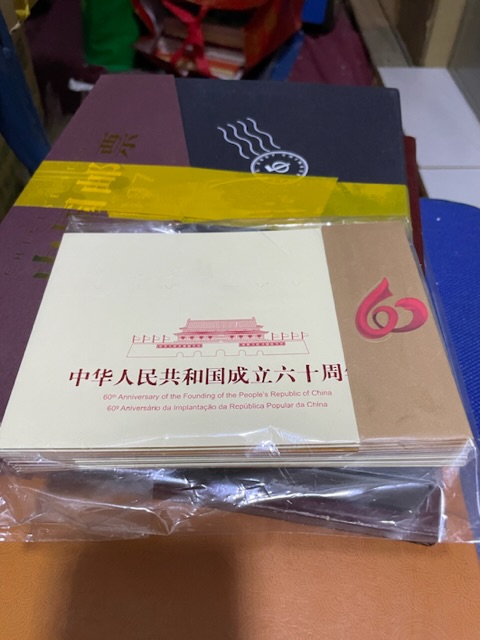 中华人民共和国成立六十周
60th Anniversary of the Founding of the People's Republic of China
60º Aniversário da Implantação da República Popular da China
60